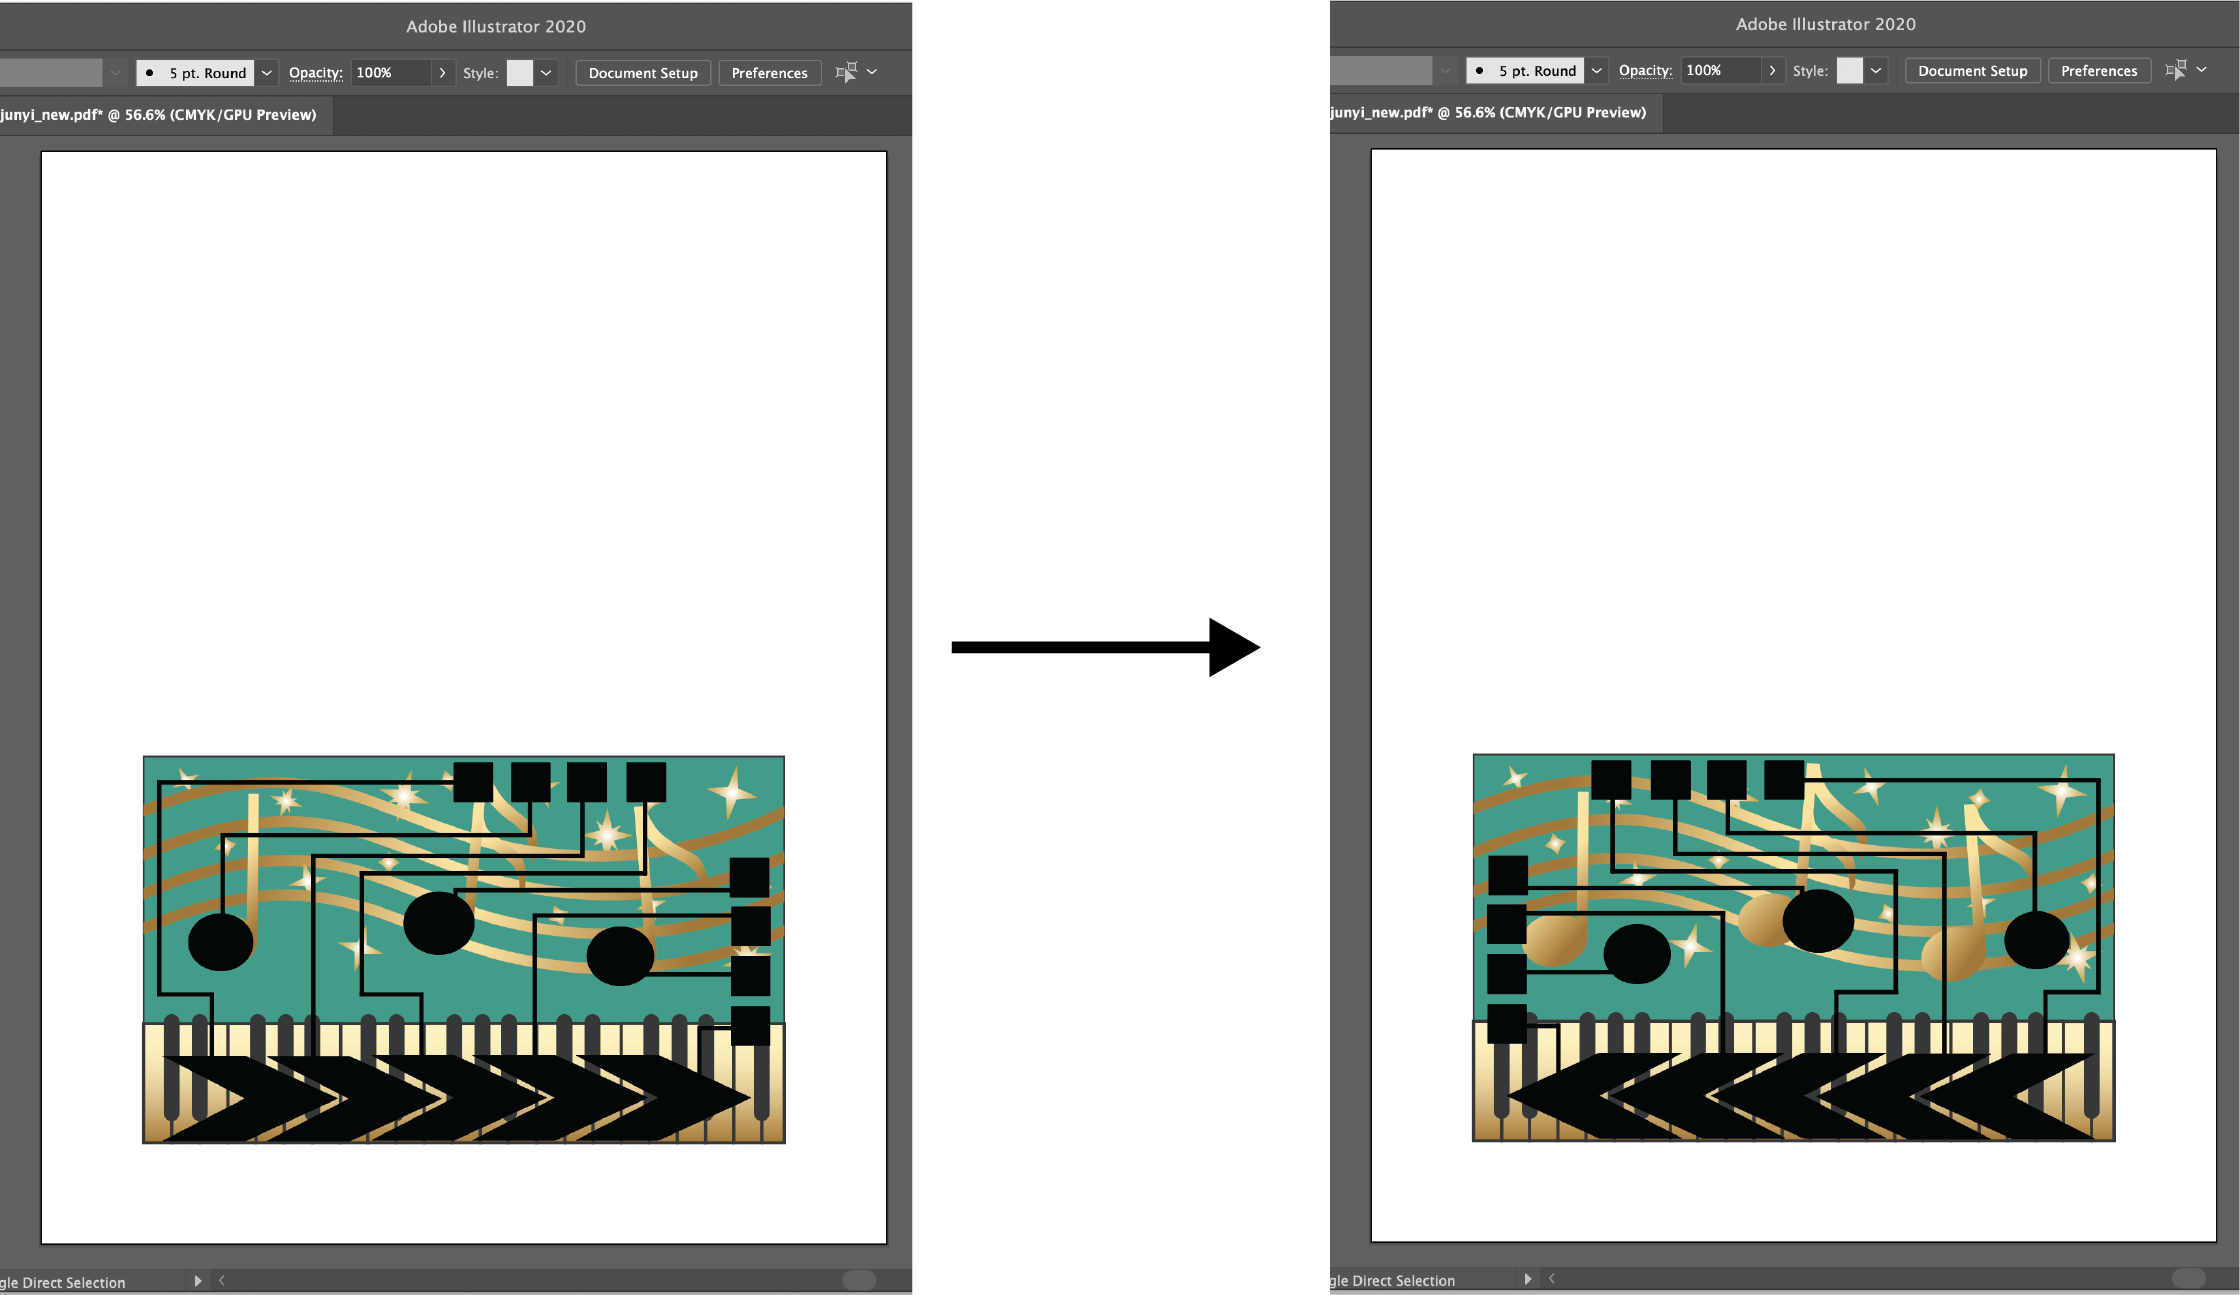 Adobe Illustrator 2020
5 pt. Round Opacity: 100% Style: Document Setup Preferences
junyi_new.pdf* @ 56.6% (CMYK/GPU Preview)
gle Direct Selection
Adobe Illustrator 2020
5 pt. Round Opacity: 100% Style: Document Setup Preferences
junyi_new.pdf* @ 56.6% (CMYK/GPU Preview)
gle Direct Selection